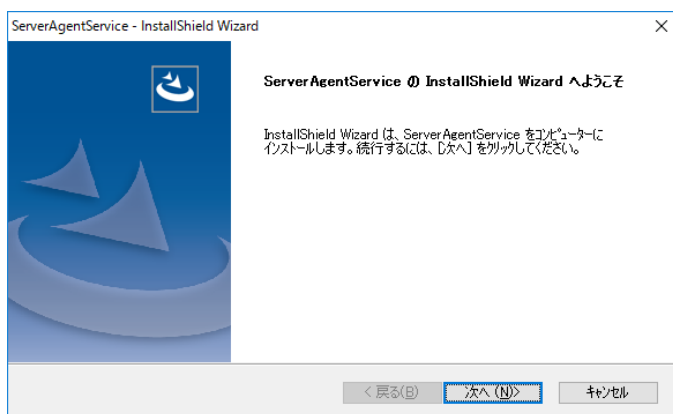 ServerAgentService - InstallShield Wizard
ServerAgentService の InstallShield Wizard へようこそ
InstallShield Wizard は、ServerAgentService をコンピューターに
インストールします。続行するには、[次へ] をクリックしてください。
< 戻る(B)
次へ (N)>
キャンセル